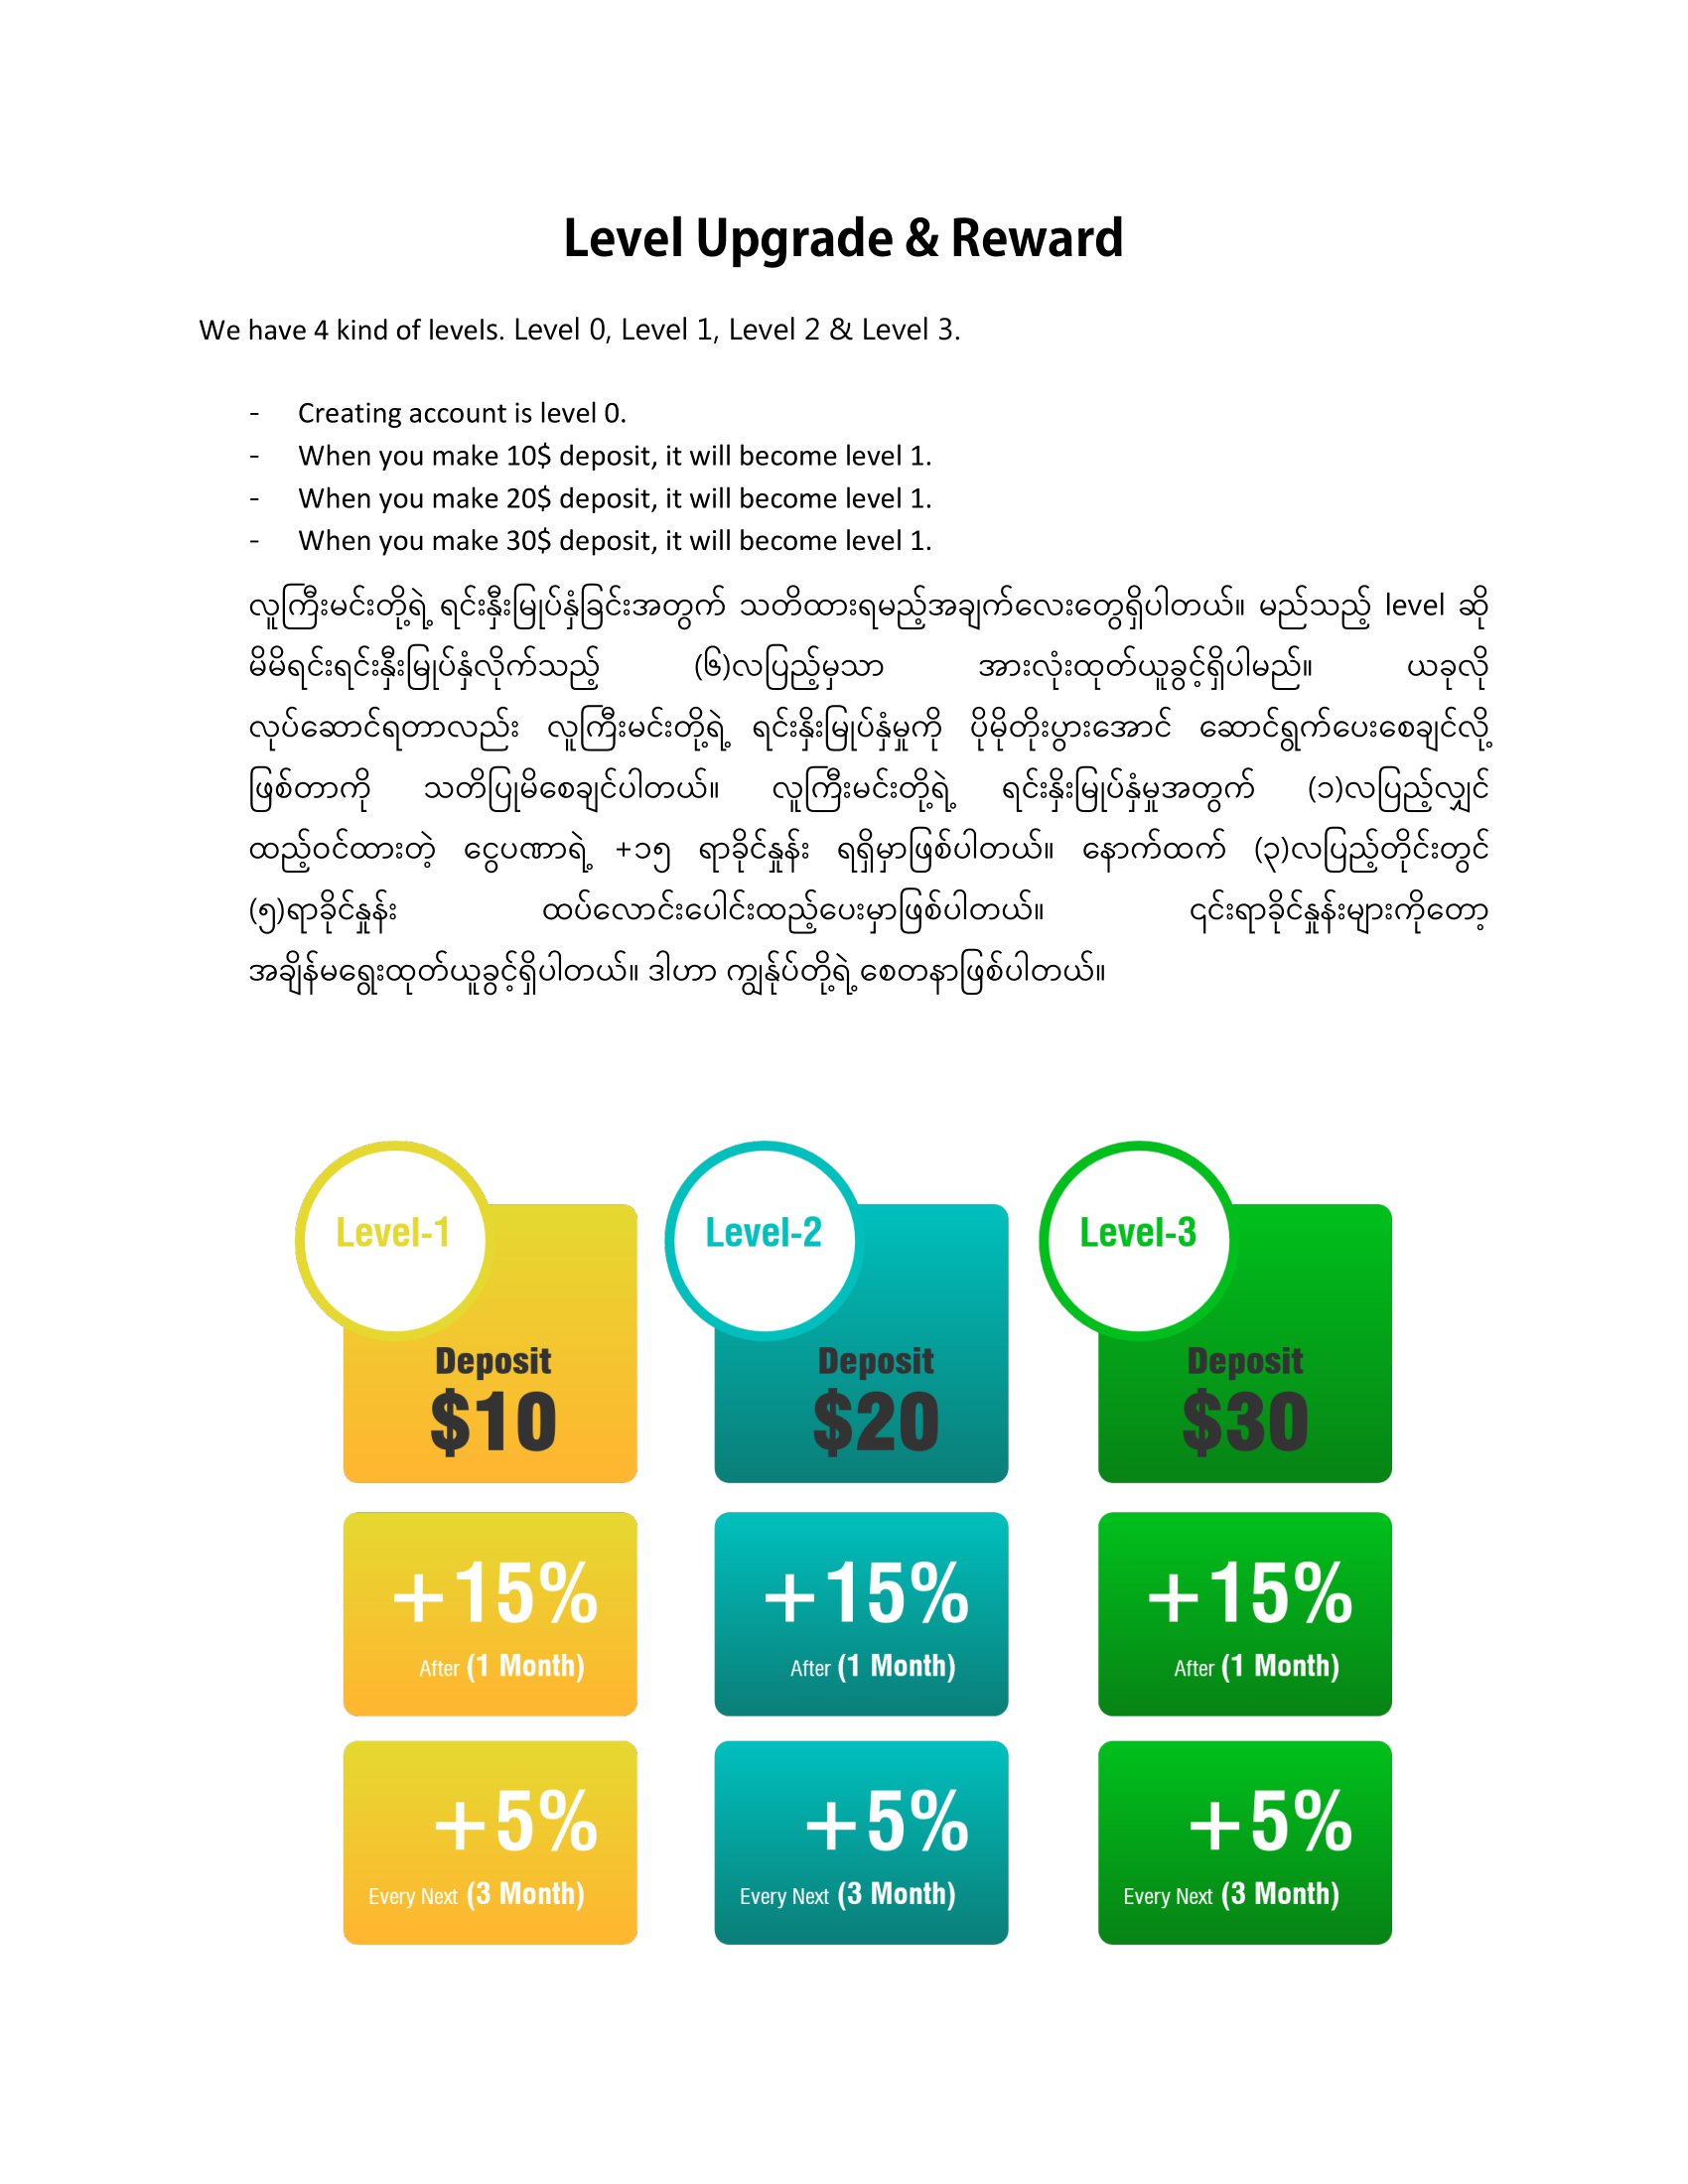 Level Upgrade & Reward
We have 4 kind of levels. Level 0, Level 1, Level 2 & Level 3.
- Creating account is level 0.
- When you make 10$ deposit, it will become level 1.
- When you make 20$ deposit, it will become level 1.
- When you make 30$ deposit, it will become level 1.
လူကြီးမင်းတို့ရဲ့ ရင်းနှီးမြုပ်နှံခြင်းအတွက် သတိထားရမည့်အချက်လေးတွေရှိပါတယ်။ မည်သည့် level ဆို
မိမိရင်းရင်းနှီးမြုပ်နှံလိုက်သည့် (၆)လပြည့်မှသာ အားလုံးထုတ်ယူခွင့်ရှိပါမည်။ ယခုလို
လုပ်ဆောင်ရတာလည်း လူကြီးမင်းတို့ရဲ့ ရင်းနှိးမြုပ်နှံမှုကို ပိုမိုတိုးပွားအောင် ဆောင်ရွက်ပေးစေချင်လို့
ဖြစ်တာကို သတိပြုမိစေချင်ပါတယ်။ လူကြီးမင်းတို့ရဲ့ ရင်းနှိးမြုပ်နှံမှုအတွက် (၁)လပြည့်လျှင်
ထည့်ဝင်ထားတဲ့ ငွေပဏာရဲ့ +၁၅ ရာခိုင်နှုန်း ရရှိမှာဖြစ်ပါတယ်။ နောက်ထက် (၃)လပြည့်တိုင်းတွင်
(၅)ရာခိုင်နှုန်း ထပ်လောင်းပေါင်းထည့်ပေးမှာဖြစ်ပါတယ်။ ၎င်းရာခိုင်နှုန်းများကိုတော့
အချိန်မရွေးထုတ်ယူခွင့်ရှိပါတယ်။ ဒါဟာ ကျွန်ုပ်တို့ရဲ့ စေတနာဖြစ်ပါတယ်။
Level-1 Level-2 Level-3
Deposit Deposit Deposit
$10 $20 $30
+15% +15% +15%
After (1 Month) After (1 Month) After (1 Month)
+5% +5% +5%
Every Next (3 Month) Every Next (3 Month) Every Next (3 Month)